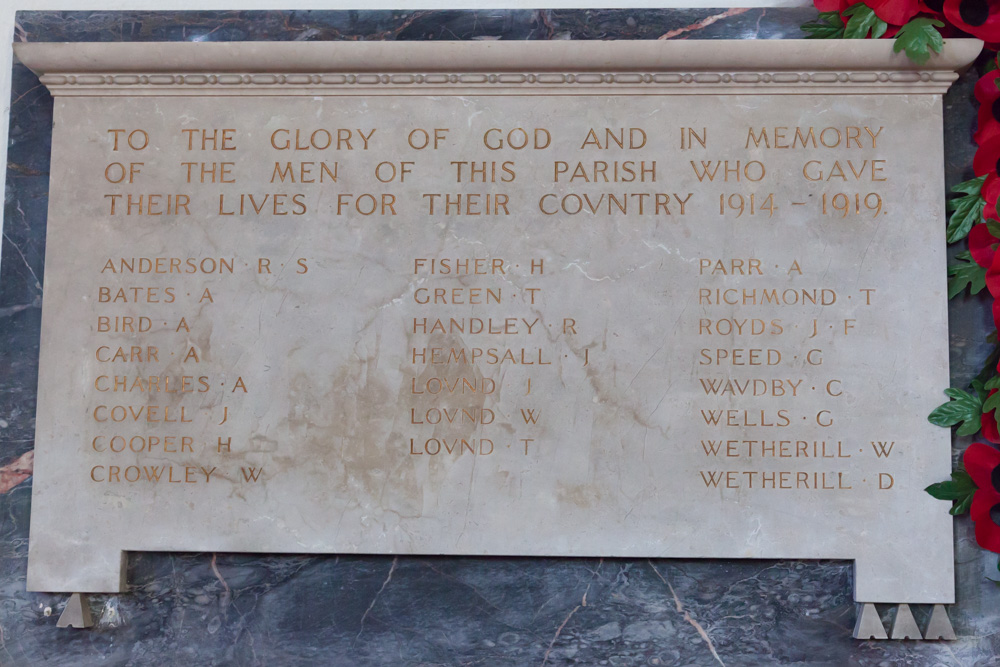 TO THE GLORY OF GOD AND IN MEMORY
OF THE MEN OF THIS PARISH WHO GAVE
THEIR LIVES FOR THEIR COVNTRY 1914 - 1919.
ANDERSON · R · S
BATES · A
BIRD · A
CARR · A
CHARLES · A
COVELL · J
COOPER · H
CROWLEY · W
FISHER · H
GREEN · T
HANDLEY · R
HEMPSALL · J
LOVND · J
LOVND · W
LOVND · T
PARR · A
RICHMOND · T
ROYDS · J · F
SPEED · G
WAVDBY · C
WELLS · G
WETHERILL · W
WETHERILL · D